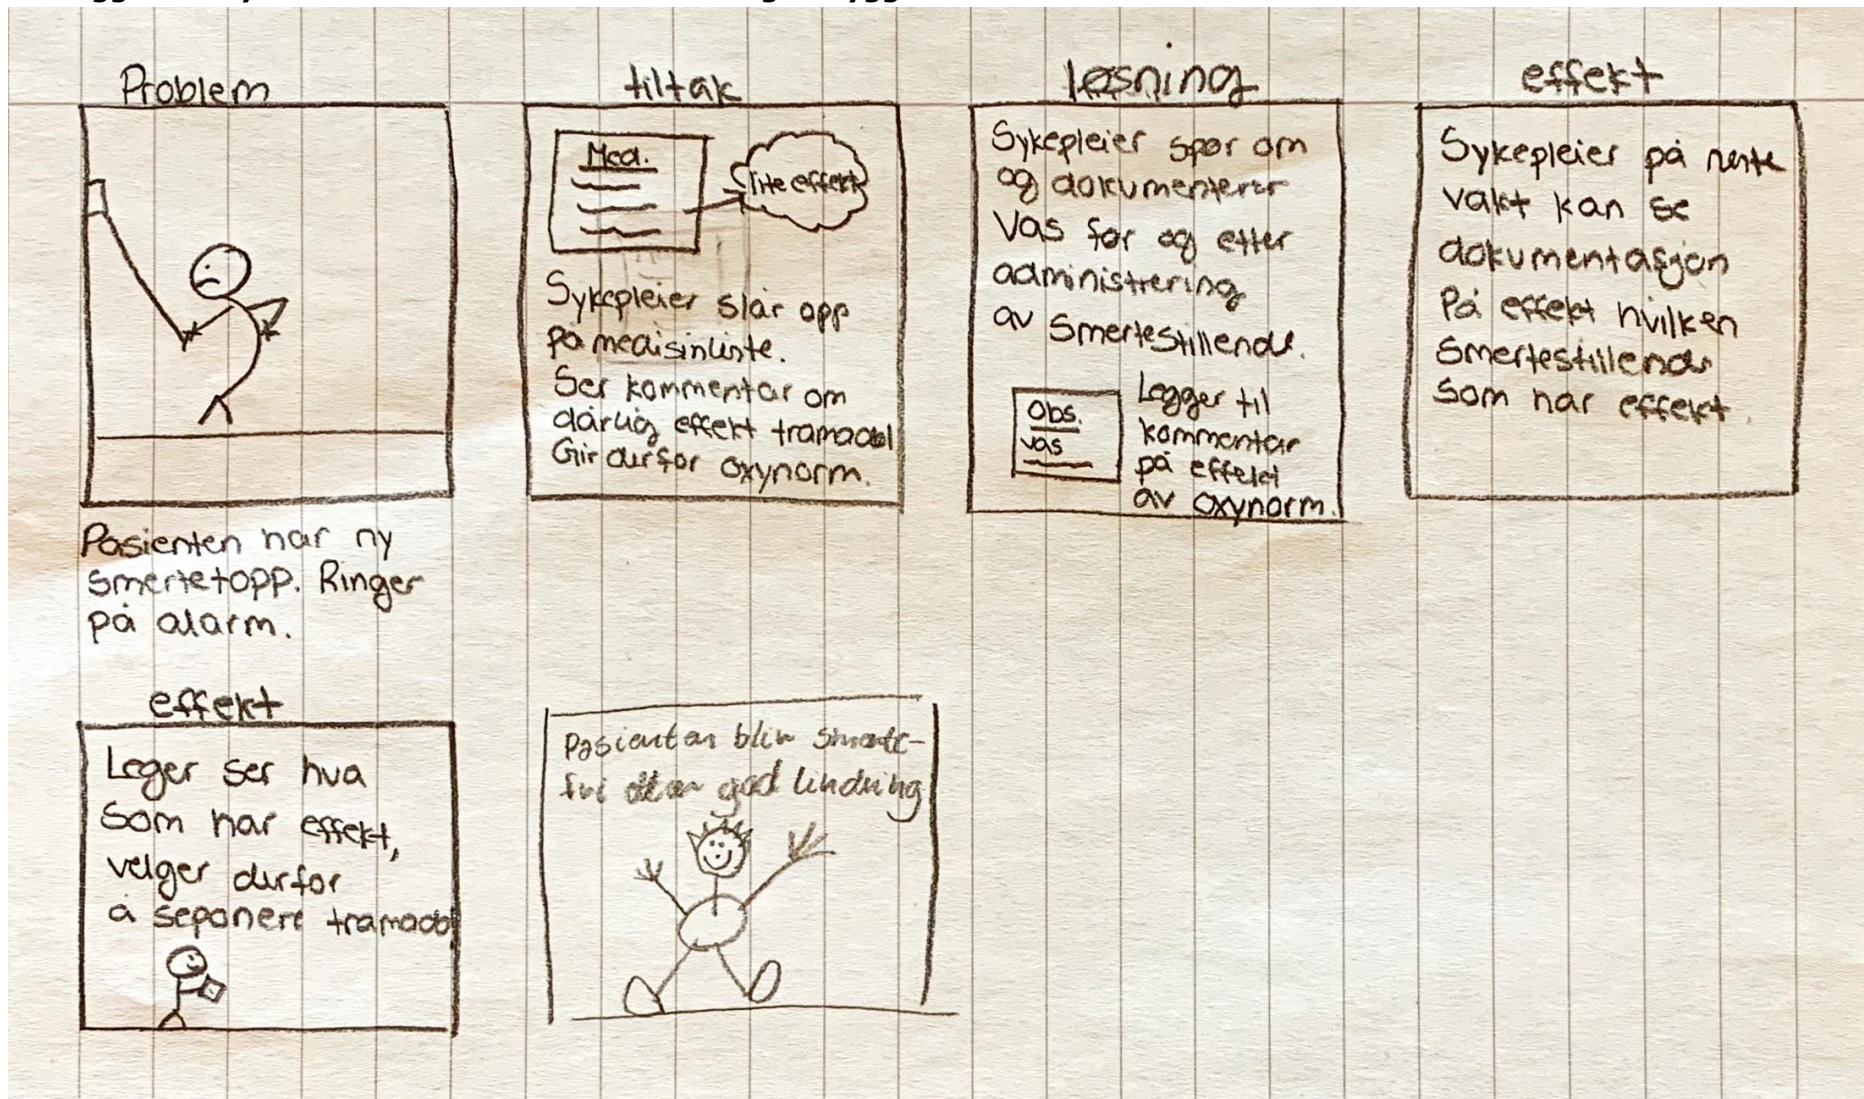 Problem
Pasienten har ny
smertetopp. Ringer
på alarm.
tiltak
Med.
lite effekt
Sykepleier slår opp
på medisinliste.
Ser kommentar om
dårlig effekt tramadol
Gir derfor oxynorm.
løsning
Sykepleier spør om
og dokumenterer
Vas før og etter
administrering
av smertestillende.
Obs.
vas
Legger til
kommentar
på effekt
av oxynorm.
effekt
Sykepleier på neste
vakt kan se
dokumentasjon
På effekt hvilken
smertestillende
som har effekt.
effekt
Leger ser hva
som har effekt,
velger derfor
å seponere tramadol
Pasienten blir smerte-
fri eller god lindring